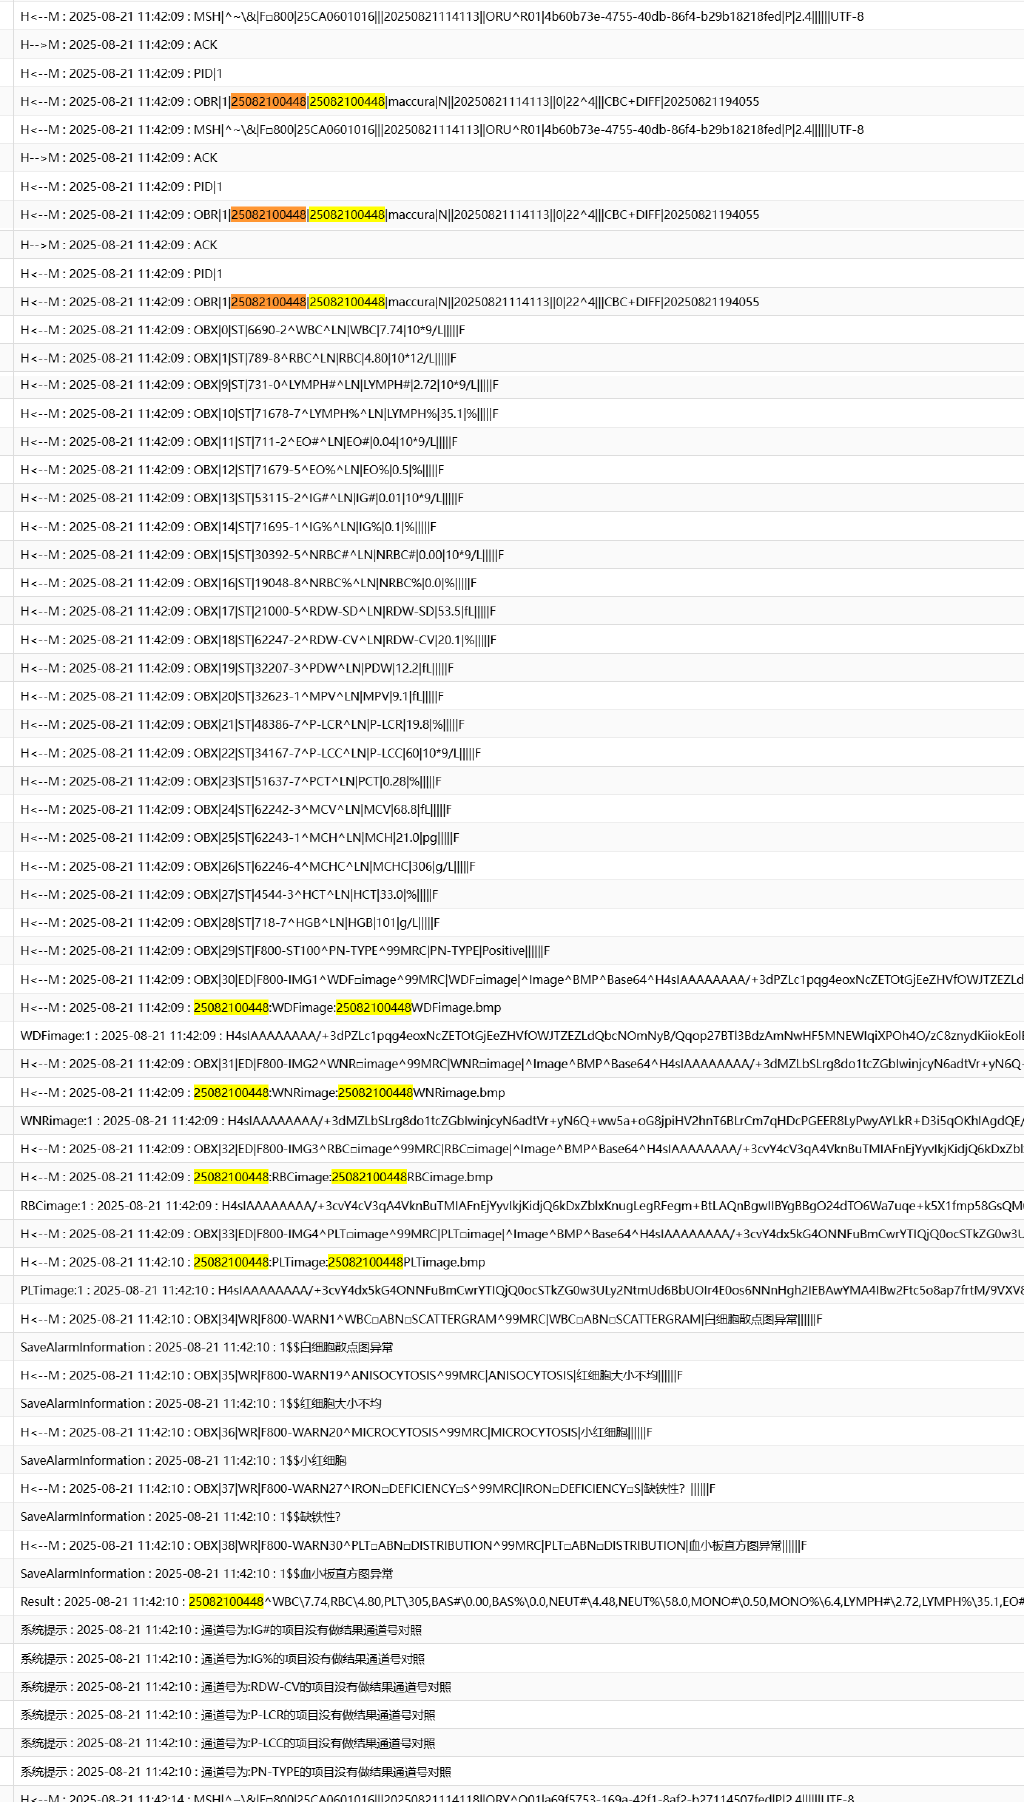 H<--M : 2025-08-21 11:42:09 : MSH|^~\&|F□800|25CA0601016|||20250821114113||ORU^R01|4b60b73e-4755-40db-86f4-b29b18218fed|P|2.4||||||UTF-8
H-->M : 2025-08-21 11:42:09 : ACK
H<--M : 2025-08-21 11:42:09 : PID|1
H<--M : 2025-08-21 11:42:09 : OBR|1|25082100448|25082100448|maccura|N||20250821114113||0|22^4|||CBC+DIFF|20250821194055
H<--M : 2025-08-21 11:42:09 : MSH|^~\&|F□800|25CA0601016|||20250821114113||ORU^R01|4b60b73e-4755-40db-86f4-b29b18218fed|P|2.4||||||UTF-8
H-->M : 2025-08-21 11:42:09 : ACK
H<--M : 2025-08-21 11:42:09 : PID|1
H<--M : 2025-08-21 11:42:09 : OBR|1|25082100448|25082100448|maccura|N||20250821114113||0|22^4|||CBC+DIFF|20250821194055
H-->M : 2025-08-21 11:42:09 : ACK
H<--M : 2025-08-21 11:42:09 : PID|1
H<--M : 2025-08-21 11:42:09 : OBR|1|25082100448|25082100448|maccura|N||20250821114113||0|22^4|||CBC+DIFF|20250821194055
H<--M : 2025-08-21 11:42:09 : OBX|0|ST|6690-2^WBC^LN|WBC|7.74|10*9/L|||||F
H<--M : 2025-08-21 11:42:09 : OBX|1|ST|789-8^RBC^LN|RBC|4.80|10*12/L|||||F
H<--M : 2025-08-21 11:42:09 : OBX|9|ST|731-0^LYMPH#^LN|LYMPH#|2.72|10*9/L|||||F
H<--M : 2025-08-21 11:42:09 : OBX|10|ST|71678-7^LYMPH%^LN|LYMPH%|35.1|%|||||F
H<--M : 2025-08-21 11:42:09 : OBX|11|ST|711-2^EO#^LN|EO#|0.04|10*9/L|||||F
H<--M : 2025-08-21 11:42:09 : OBX|12|ST|71679-5^EO%^LN|EO%|0.5|%|||||F
H<--M : 2025-08-21 11:42:09 : OBX|13|ST|53115-2^IG#^LN|IG#|0.01|10*9/L|||||F
H<--M : 2025-08-21 11:42:09 : OBX|14|ST|71695-1^IG%^LN|IG%|0.1|%|||||F
H<--M : 2025-08-21 11:42:09 : OBX|15|ST|30392-5^NRBC#^LN|NRBC#|0.00|10*9/L|||||F
H<--M : 2025-08-21 11:42:09 : OBX|16|ST|19048-8^NRBC%^LN|NRBC%|0.0|%|||||F
H<--M : 2025-08-21 11:42:09 : OBX|17|ST|21000-5^RDW-SD^LN|RDW-SD|53.5|fL|||||F
H<--M : 2025-08-21 11:42:09 : OBX|18|ST|62247-2^RDW-CV^LN|RDW-CV|20.1|%|||||F
H<--M : 2025-08-21 11:42:09 : OBX|19|ST|32207-3^PDW^LN|PDW|12.2|fL|||||F
H<--M : 2025-08-21 11:42:09 : OBX|20|ST|32623-1^MPV^LN|MPV|9.1|fL|||||F
H<--M : 2025-08-21 11:42:09 : OBX|21|ST|48386-7^P-LCR^LN|P-LCR|19.8|%|||||F
H<--M : 2025-08-21 11:42:09 : OBX|22|ST|34167-7^P-LCC^LN|P-LCC|60|10*9/L|||||F
H<--M : 2025-08-21 11:42:09 : OBX|23|ST|51637-7^PCT^LN|PCT|0.28|%|||||F
H<--M : 2025-08-21 11:42:09 : OBX|24|ST|62242-3^MCV^LN|MCV|68.8|fL|||||F
H<--M : 2025-08-21 11:42:09 : OBX|25|ST|62243-1^MCH^LN|MCH|21.0|pg|||||F
H<--M : 2025-08-21 11:42:09 : OBX|26|ST|62246-4^MCHC^LN|MCHC|306|g/L|||||F
H<--M : 2025-08-21 11:42:09 : OBX|27|ST|4544-3^HCT^LN|HCT|33.0|%|||||F
H<--M : 2025-08-21 11:42:09 : OBX|28|ST|718-7^HGB^LN|HGB|101|g/L|||||F
H<--M : 2025-08-21 11:42:09 : OBX|29|ST|F800-ST100^PN-TYPE^99MRC|PN-TYPE|Positive||||||F
H<--M : 2025-08-21 11:42:09 : OBX|30|ED|F800-IMG1^WDF□image^99MRC|WDF□image|^Image^BMP^Base64^H4sIAAAAAAAA/+3dPZLc1pqg4eoxNcZETOtGjEeZHVfOWJTZEZLd
H<--M : 2025-08-21 11:42:09 : 25082100448:WDFimage:25082100448WDFimage.bmp
WDFimage:1 : 2025-08-21 11:42:09 : H4sIAAAAAAAA/+3dPZLc1pqg4eoxNcZETOtGjEeZHVfOWJTZEZLdQbcNOmNyB/Qqop27BTl3BdzAmNwHF5MNEWIqiXPOh4O/zC8znydKiiokEol
H<--M : 2025-08-21 11:42:09 : OBX|31|ED|F800-IMG2^WNR□image^99MRC|WNR□image|^Image^BMP^Base64^H4sIAAAAAAAA/+3dMZLbSLrg8do1tcZGbIwinjcyN6adtVr+yN6Q
H<--M : 2025-08-21 11:42:09 : 25082100448:WNRimage:25082100448WNRimage.bmp
WNRimage:1 : 2025-08-21 11:42:09 : H4sIAAAAAAAA/+3dMZLbSLrg8do1tcZGbIwinjcyN6adtVr+yN6Q+ww5a+oG8jpiHV2hnT6BLrCm7qHDcPGEER8LyPwyAYLkR+D3i5qOKhIAgdQE/
H<--M : 2025-08-21 11:42:09 : OBX|32|ED|F800-IMG3^RBC□image^99MRC|RBC□image|^Image^BMP^Base64^H4sIAAAAAAAA/+3cvY4cV3qA4VknBuTMIAFnEjYyvIkjKidjQ6kDxZbl
H<--M : 2025-08-21 11:42:09 : 25082100448:RBCimage:25082100448RBCimage.bmp
RBCimage:1 : 2025-08-21 11:42:09 : H4sIAAAAAAAA/+3cvY4cV3qA4VknBuTMIAFnEjYyvIkjKidjQ6kDxZblxKnugLegRFegm+BtLAQnBgwIIBYgBBgO24dTO6Wa7uqe+k5X1fmp58GsQM
H<--M : 2025-08-21 11:42:09 : OBX|33|ED|F800-IMG4^PLT□image^99MRC|PLT□image|^Image^BMP^Base64^H4sIAAAAAAAA/+3cvY4dx5kG4ONNFuBmCwrYTIQjQ0ocSTkZG0w3U
H<--M : 2025-08-21 11:42:10 : 25082100448:PLTimage:25082100448PLTimage.bmp
PLTimage:1 : 2025-08-21 11:42:10 : H4sIAAAAAAAA/+3cvY4dx5kG4ONNFuBmCwrYTIQjQ0ocSTkZG0w3ULy2NtmUd6BbUOIr4E0os6NNnHgh2IEBAwYMA4IBw2Ftc5o8ap7frtM/9VXV8
H<--M : 2025-08-21 11:42:10 : OBX|34|WR|F800-WARN1^WBC□ABN□SCATTERGRAM^99MRC|WBC□ABN□SCATTERGRAM|白细胞散点图异常||||||F
SaveAlarmInformation : 2025-08-21 11:42:10 : 1$$白细胞散点图异常
H<--M : 2025-08-21 11:42:10 : OBX|35|WR|F800-WARN19^ANISOCYTOSIS^99MRC|ANISOCYTOSIS|红细胞大小不均||||||F
SaveAlarmInformation : 2025-08-21 11:42:10 : 1$$红细胞大小不均
H<--M : 2025-08-21 11:42:10 : OBX|36|WR|F800-WARN20^MICROCYTOSIS^99MRC|MICROCYTOSIS|小红细胞||||||F
SaveAlarmInformation : 2025-08-21 11:42:10 : 1$$小红细胞
H<--M : 2025-08-21 11:42:10 : OBX|37|WR|F800-WARN27^IRON□DEFICIENCY□S^99MRC|IRON□DEFICIENCY□S|缺铁性？||||||F
SaveAlarmInformation : 2025-08-21 11:42:10 : 1$$缺铁性?
H<--M : 2025-08-21 11:42:10 : OBX|38|WR|F800-WARN30^PLT□ABN□DISTRIBUTION^99MRC|PLT□ABN□DISTRIBUTION|血小板直方图异常||||||F
SaveAlarmInformation : 2025-08-21 11:42:10 : 1$$血小板直方图异常
Result : 2025-08-21 11:42:10 : 25082100448^WBC\7.74,RBC\4.80,PLT\305,BAS#\0.00,BAS%\0.0,NEUT#\4.48,NEUT%\58.0,MONO#\0.50,MONO%\6.4,LYMPH#\2.72,LYMPH%\35.1,EO#
系统提示 : 2025-08-21 11:42:10 : 通道号为:IG#的项目没有做结果通道号对照
系统提示 : 2025-08-21 11:42:10 : 通道号为:IG%的项目没有做结果通道号对照
系统提示 : 2025-08-21 11:42:10 : 通道号为:RDW-CV的项目没有做结果通道号对照
系统提示 : 2025-08-21 11:42:10 : 通道号为:P-LCR的项目没有做结果通道号对照
系统提示 : 2025-08-21 11:42:10 : 通道号为:P-LCC的项目没有做结果通道号对照
系统提示 : 2025-08-21 11:42:10 : 通道号为:PN-TYPE的项目没有做结果通道号对照
H<--M : 2025-08-21 11:42:14 : MSH|^~\&|F□800|25CA0601016|||20250821114118||ORY^Q01|a69f5753-169a-42f1-8af2-b27114507fed|P|2.4||||||UTF-8